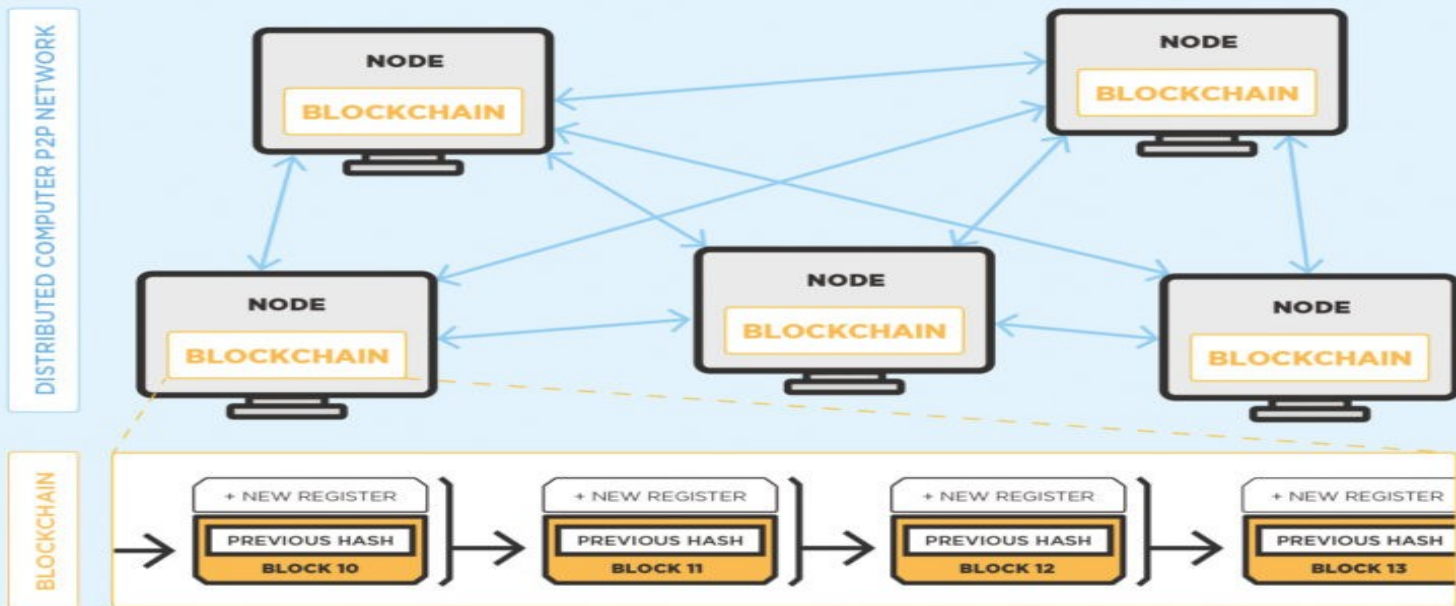 DISTRIBUTED COMPUTER P2P NETWORK
NODE
BLOCKCHAIN
NODE
BLOCKCHAIN
NODE
BLOCKCHAIN
NODE
BLOCKCHAIN
NODE
BLOCKCHAIN
BLOCKCHAIN
+ NEW REGISTER
PREVIOUS HASH
BLOCK 10
+ NEW REGISTER
PREVIOUS HASH
BLOCK 11
+ NEW REGISTER
PREVIOUS HASH
BLOCK 12
+ NEW REGISTER
PREVIOUS HASH
BLOCK 13